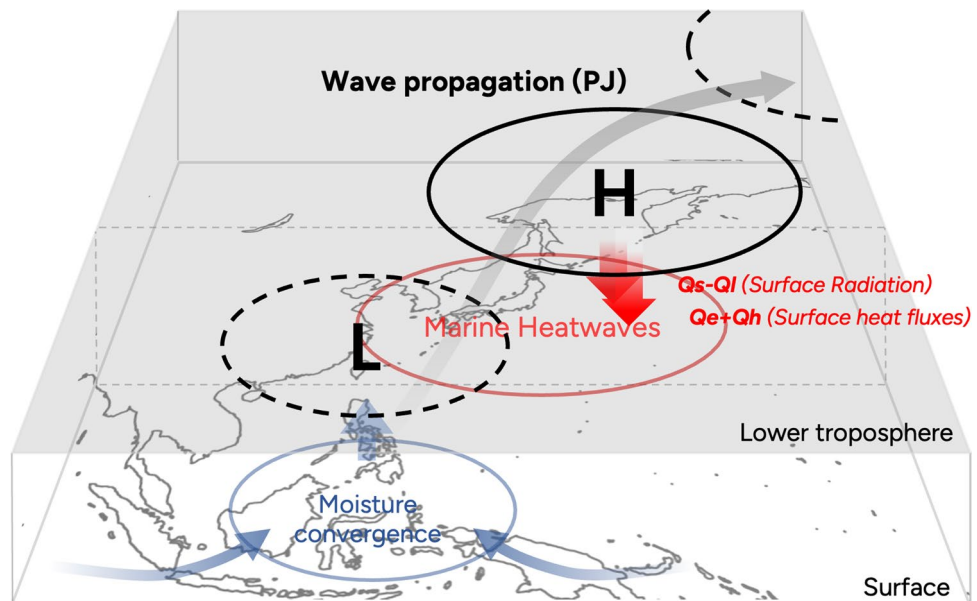 Wave propagation (PJ)
H
Qs-Ql (Surface Radiation)
Qe+Qh (Surface heat fluxes)
Marine Heatwaves
L
Lower troposphere
Moisture
convergence
Surface